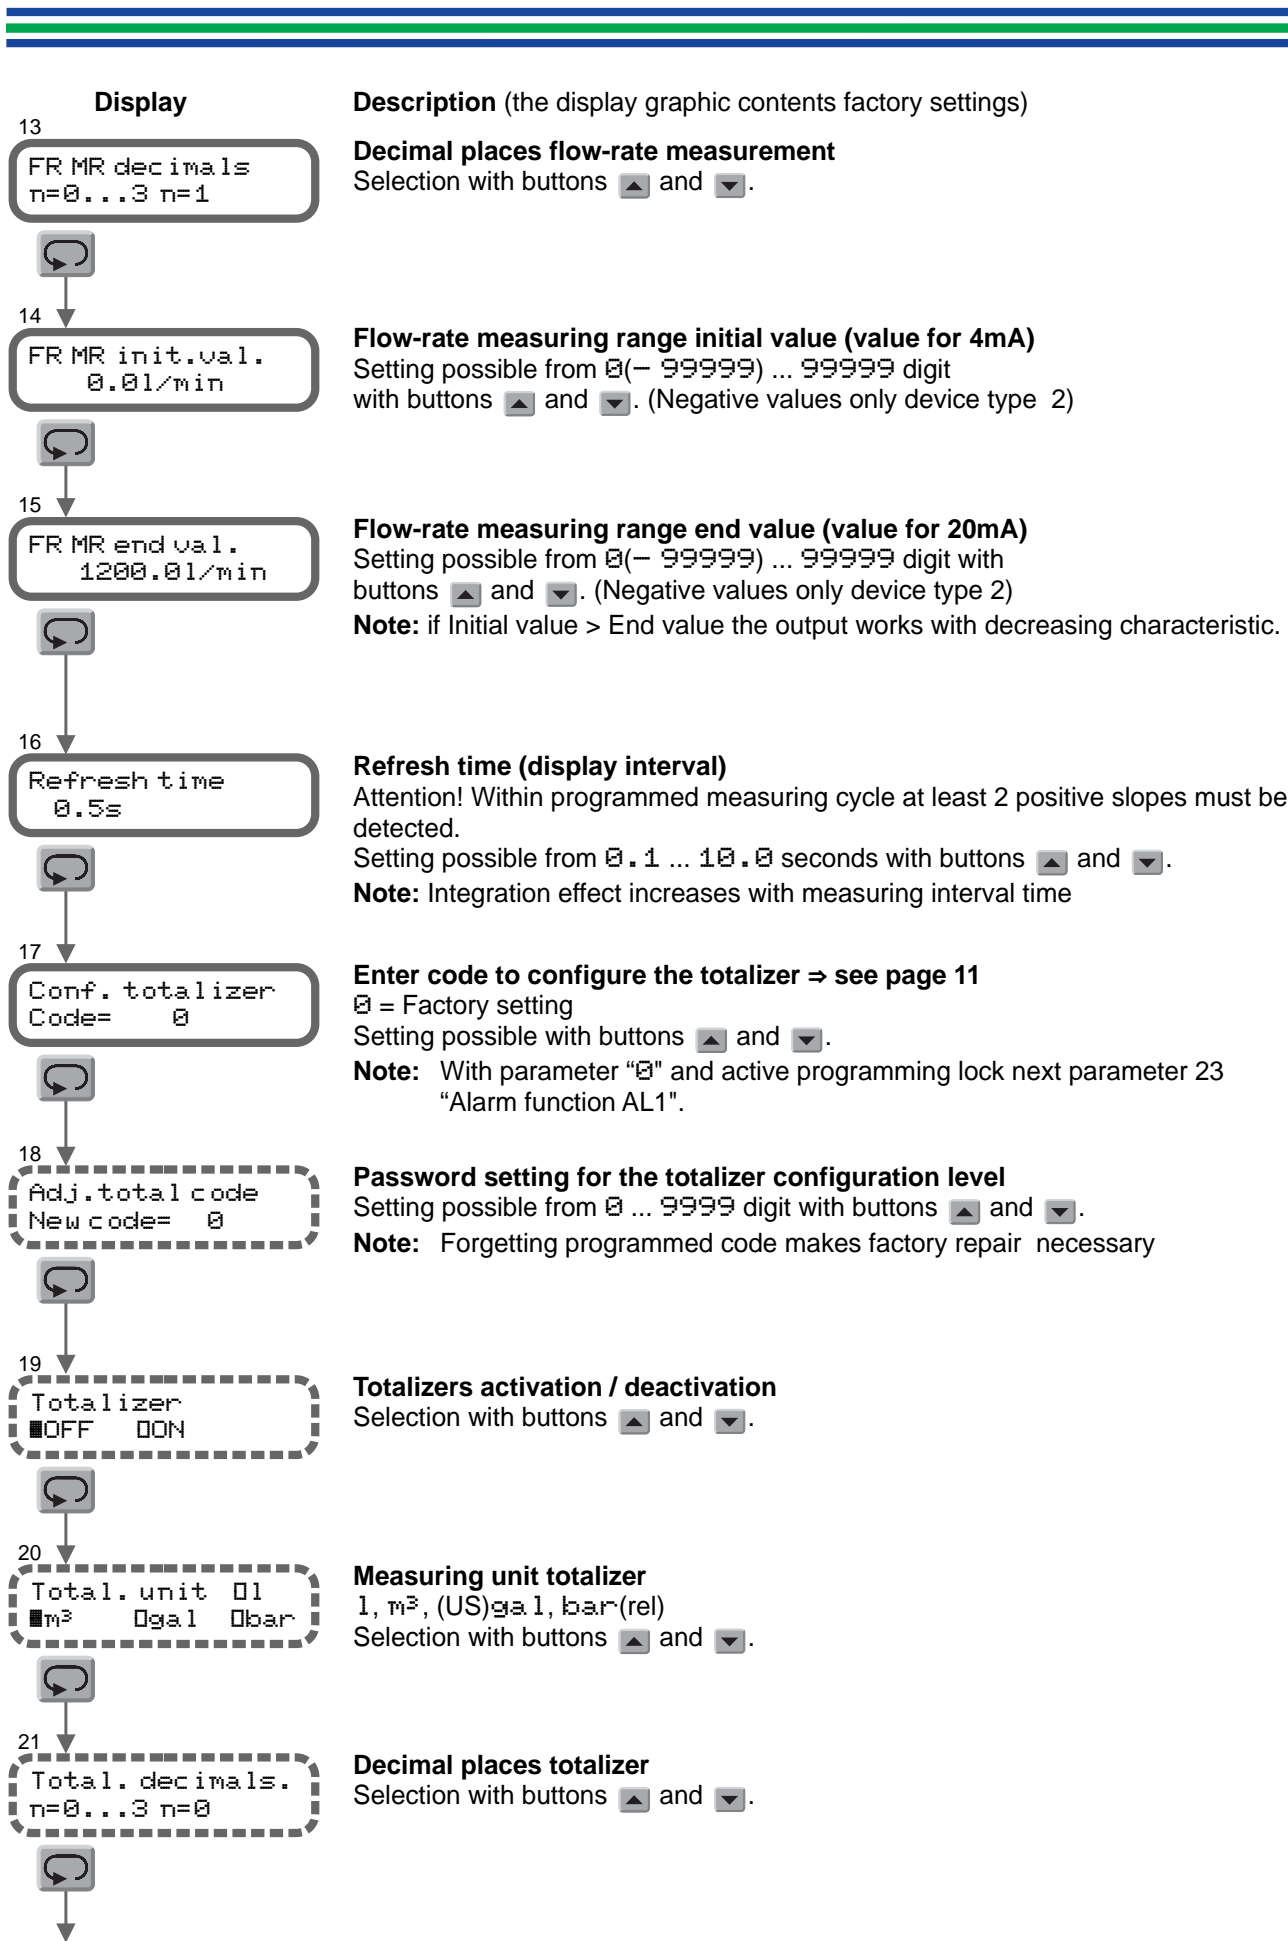 Display
Description (the display graphic contents factory settings)
13
FR MR decimals
n=0...3 n=1
Decimal places flow-rate measurement
Selection with buttons ▲ and ▼.
14
FR MR init.val.
0.0l/min
Flow-rate measuring range initial value (value for 4mA)
Setting possible from 0(− 99999) ... 99999 digit
with buttons ▲ and ▼. (Negative values only device type 2)
15
FR MR end val.
1200.0l/min
Flow-rate measuring range end value (value for 20mA)
Setting possible from 0(− 99999) ... 99999 digit with
buttons ▲ and ▼. (Negative values only device type 2)
Note: if Initial value > End value the output works with decreasing characteristic.
16
Refresh time
0.5s
Refresh time (display interval)
Attention! Within programmed measuring cycle at least 2 positive slopes must be
detected.
Setting possible from 0.1 ... 10.0 seconds with buttons ▲ and ▼.
Note: Integration effect increases with measuring interval time
17
Conf. totalizer
Code= 0
Enter code to configure the totalizer ⇒ see page 11
0 = Factory setting
Setting possible with buttons ▲ and ▼.
Note: With parameter “0" and active programming lock next parameter 23
“Alarm function AL1".
18
Adj.total code
New code= 0
Password setting for the totalizer configuration level
Setting possible from 0 ... 9999 digit with buttons ▲ and ▼.
Note: Forgetting programmed code makes factory repair necessary
19
Totalizer
■OFF □ON
Totalizers activation / deactivation
Selection with buttons ▲ and ▼.
20
Total. unit □l
■m³ □gal □bar
Measuring unit totalizer
l, m³, (US)gal, bar(rel)
Selection with buttons ▲ and ▼.
21
Total. decimals.
n=0...3 n=0
Decimal places totalizer
Selection with buttons ▲ and ▼.